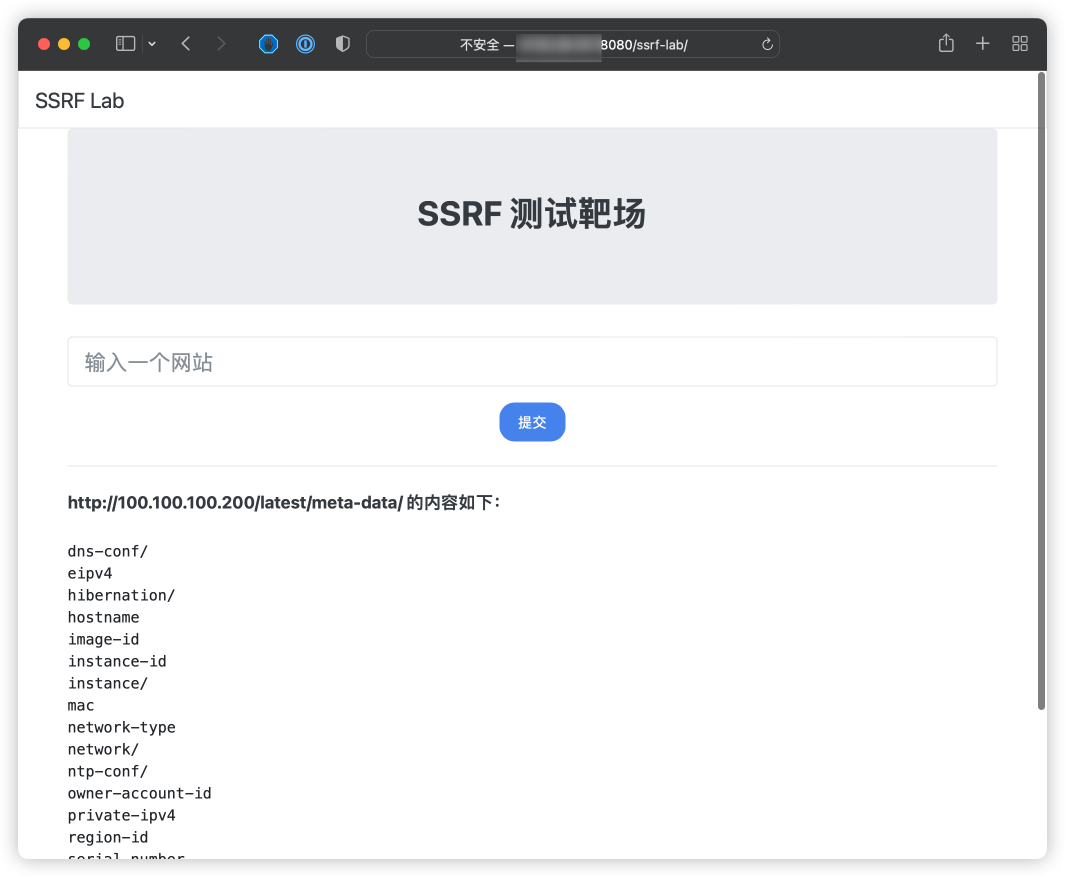 不安全 — 8080/ssrf-lab/
SSRF Lab
SSRF 测试靶场
输入一个网站
提交
http://100.100.100.200/latest/meta-data/ 的内容如下：
dns-conf/
eipv4
hibernation/
hostname
image-id
instance-id
instance/
mac
network-type
network/
ntp-conf/
owner-account-id
private-ipv4
region-id
serial-number